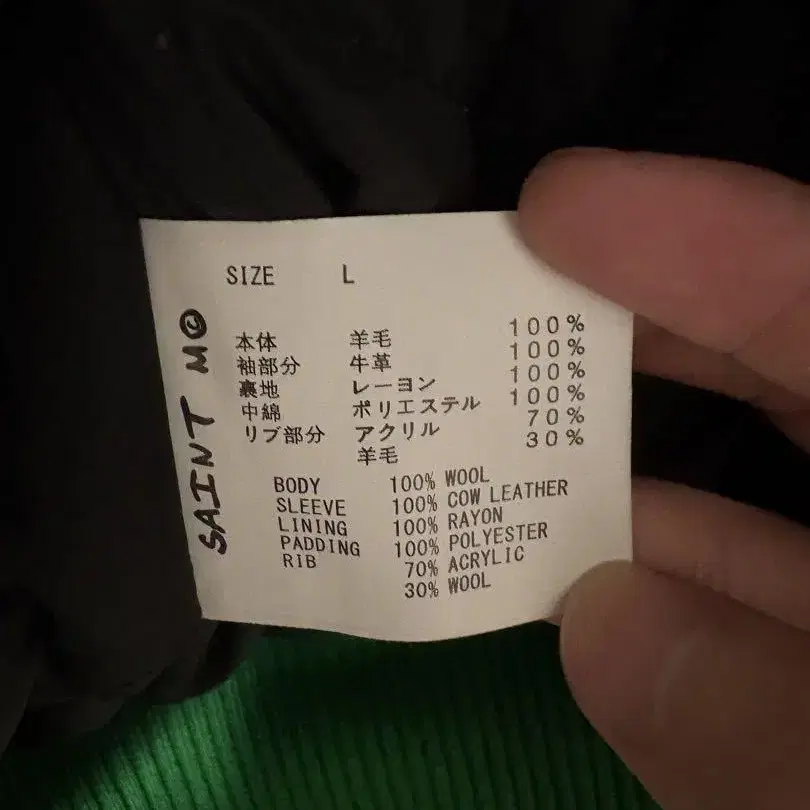 SIZE L
本体 羊毛 100%
袖部分 牛革 100%
裏地 レーヨン 100%
中綿 ポリエステル 100%
リブ部分 アクリル 70%
羊毛 30%
BODY 100% WOOL
SLEEVE 100% COW LEATHER
LINING 100% RAYON
PADDING 100% POLYESTER
RIB 70% ACRYLIC
30% WOOL
SAINT M©